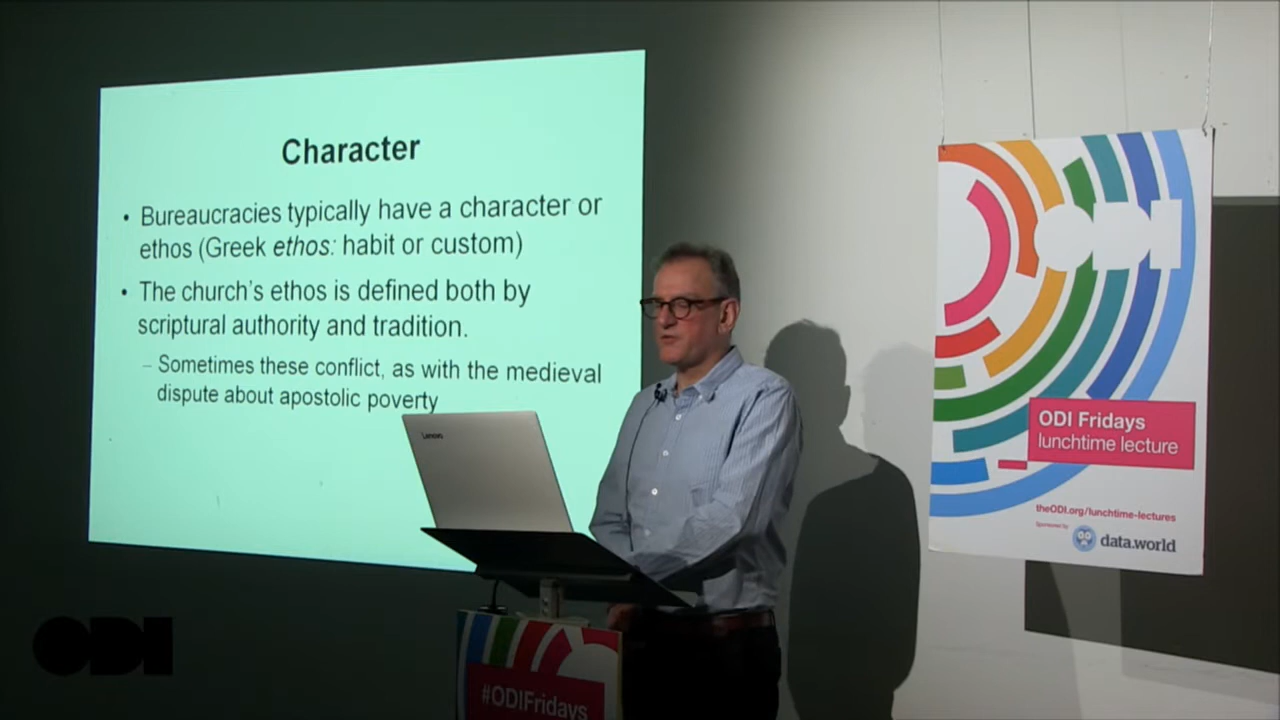 Character
• Bureaucracies typically have a character or
ethos (Greek ethos: habit or custom)
• The church's ethos is defined both by
scriptural authority and tradition.
– Sometimes these conflict, as with the medieval
dispute about apostolic poverty
Lenovo
ODI Fridays
lunchtime lecture
theODI.org/lunchtime-lectures
Sponsored by
data.world
#ODIFridays
ODI